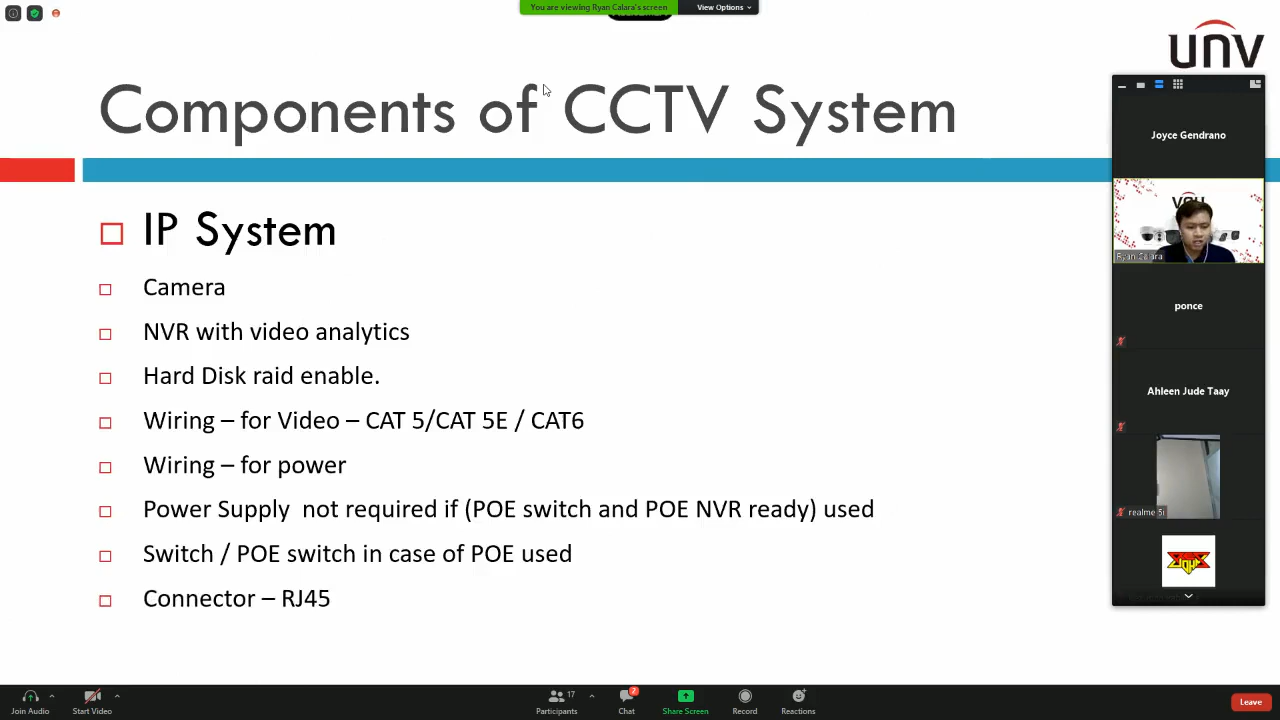 You are viewing Ryan Calara's screen
View Options
unv
Components of CCTV System
IP System
Camera
NVR with video analytics
Hard Disk raid enable.
Wiring – for Video – CAT 5/CAT 5E / CAT6
Wiring – for power
Power Supply  not required if (POE switch and POE NVR ready) used
Switch / POE switch in case of POE used
Connector – RJ45
Joyce Gendrano
Ryan Calara
ponce
Ahleen Jude Taay
realme 5i
Join Audio
Start Video
17
Participants
2
Chat
Share Screen
Record
Reactions
Leave